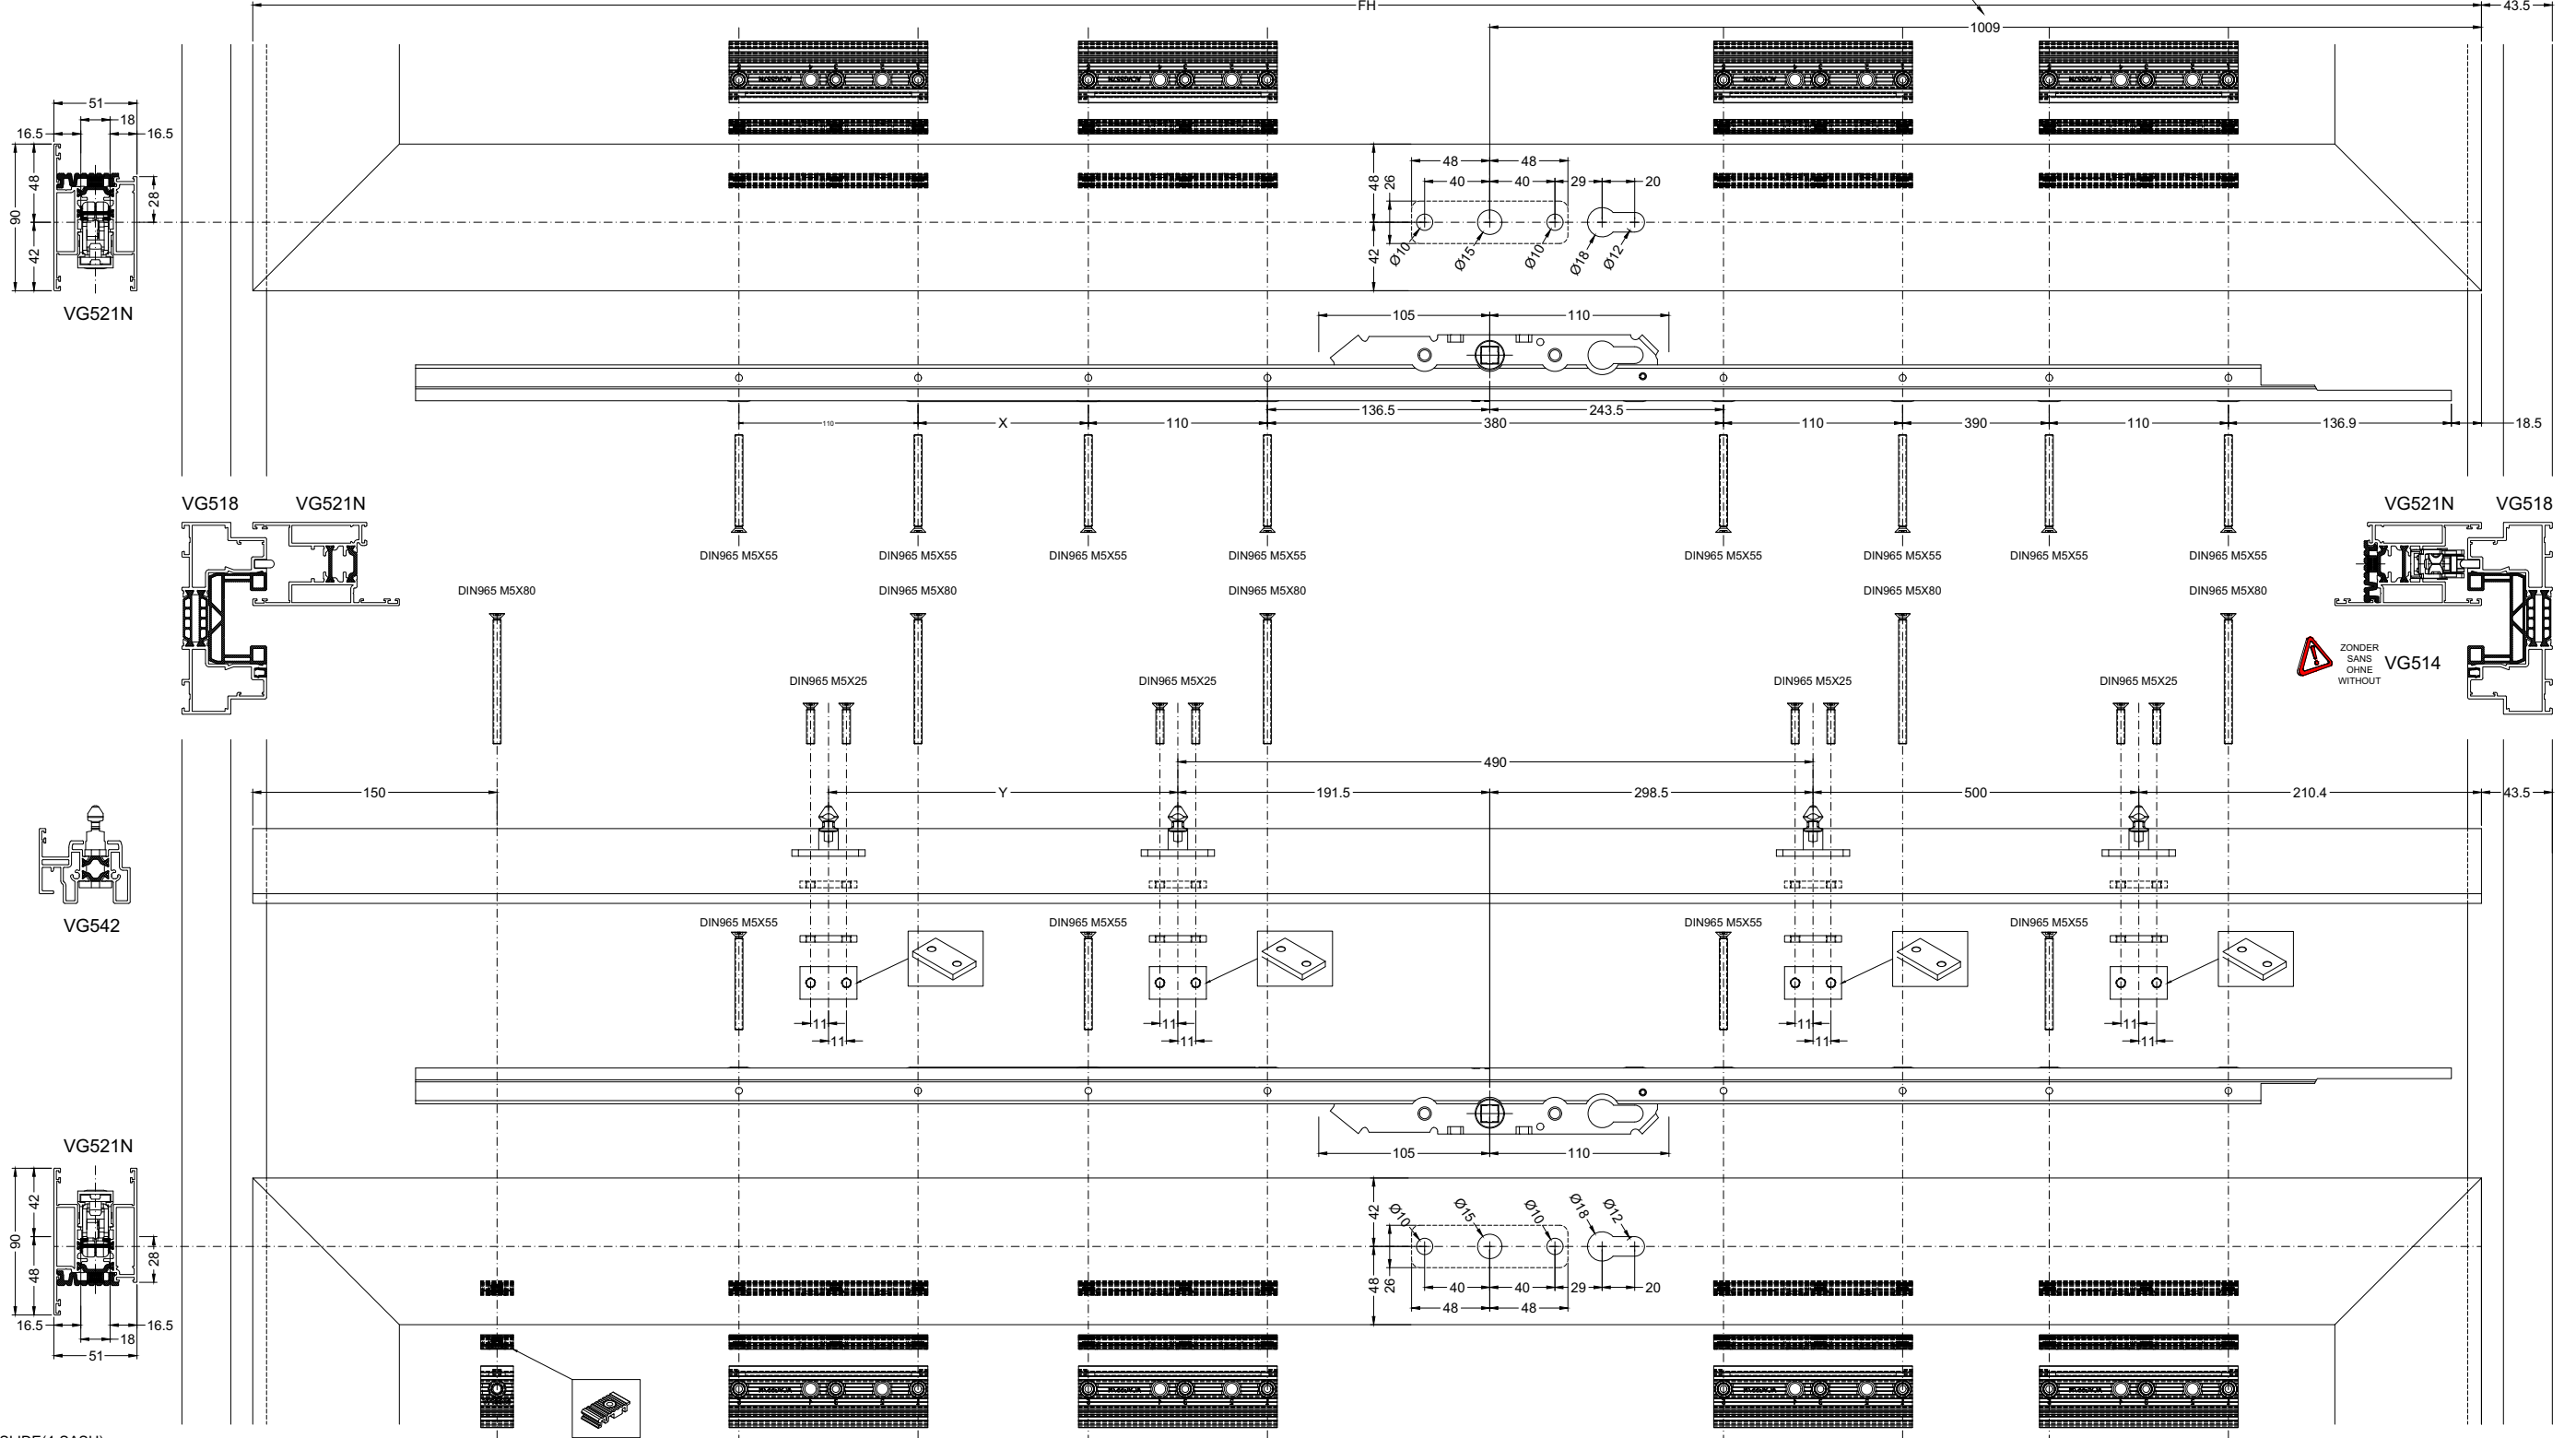 FH
43.5
1009
51
18
16.5
16.5
48
28
90
42
VG521N
48
48
48
26
40
40
29
20
42
Ø10
Ø15
Ø10
Ø18
Ø12
105
110
136.5
243.5
110
X
110
380
110
390
110
136.9
18.5
VG518
VG521N
VG521N
VG518
DIN965 M5X55
DIN965 M5X55
DIN965 M5X55
DIN965 M5X55
DIN965 M5X55
DIN965 M5X55
DIN965 M5X55
DIN965 M5X55
DIN965 M5X80
DIN965 M5X80
DIN965 M5X80
DIN965 M5X80
DIN965 M5X80
ZONDER
SANS
OHNE
WITHOUT
VG514
DIN965 M5X25
DIN965 M5X25
DIN965 M5X25
DIN965 M5X25
490
150
Y
191.5
298.5
500
210.4
43.5
VG542
DIN965 M5X55
DIN965 M5X55
DIN965 M5X55
DIN965 M5X55
11
11
11
11
11
11
11
11
VG521N
105
110
42
90
48
28
16.5
16.5
18
51
42
Ø10
Ø15
Ø10
Ø18
Ø12
48
26
40
40
29
20
48
48